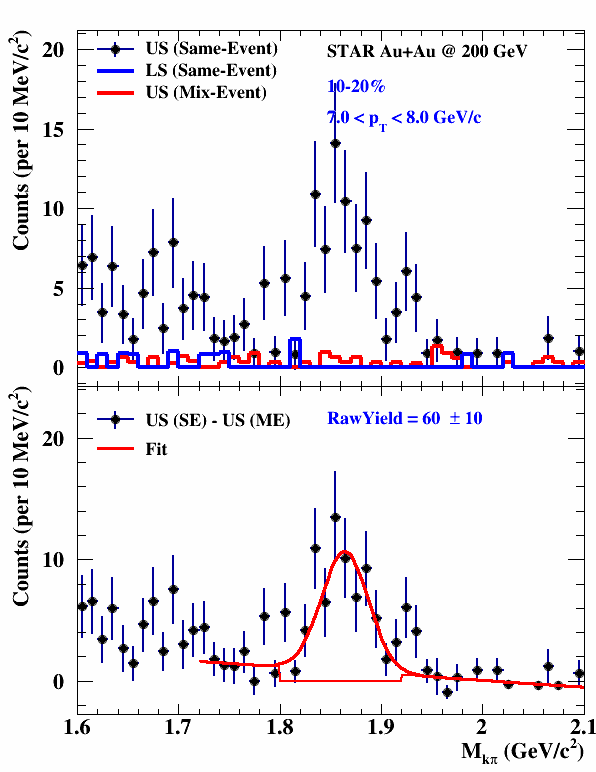 US (Same-Event)
LS (Same-Event)
US (Mix-Event)
STAR Au+Au @ 200 GeV
10-20%
7.0 < p_T < 8.0 GeV/c
Counts (per 10 MeV/c²)
20
15
10
5
0
US (SE) - US (ME)
Fit
RawYield = 60 ± 10
Counts (per 10 MeV/c²)
20
10
0
1.6 1.7 1.8 1.9 2 2.1
M_kπ (GeV/c²)